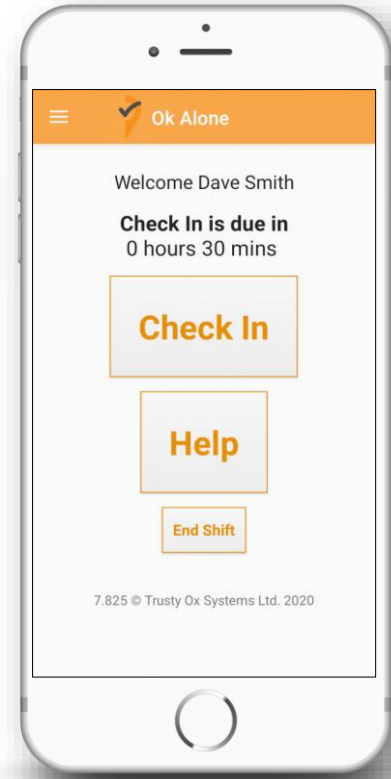 Ok Alone
Welcome Dave Smith
Check In is due in
0 hours 30 mins
Check In
Help
End Shift
7.825 © Trusty Ox Systems Ltd. 2020